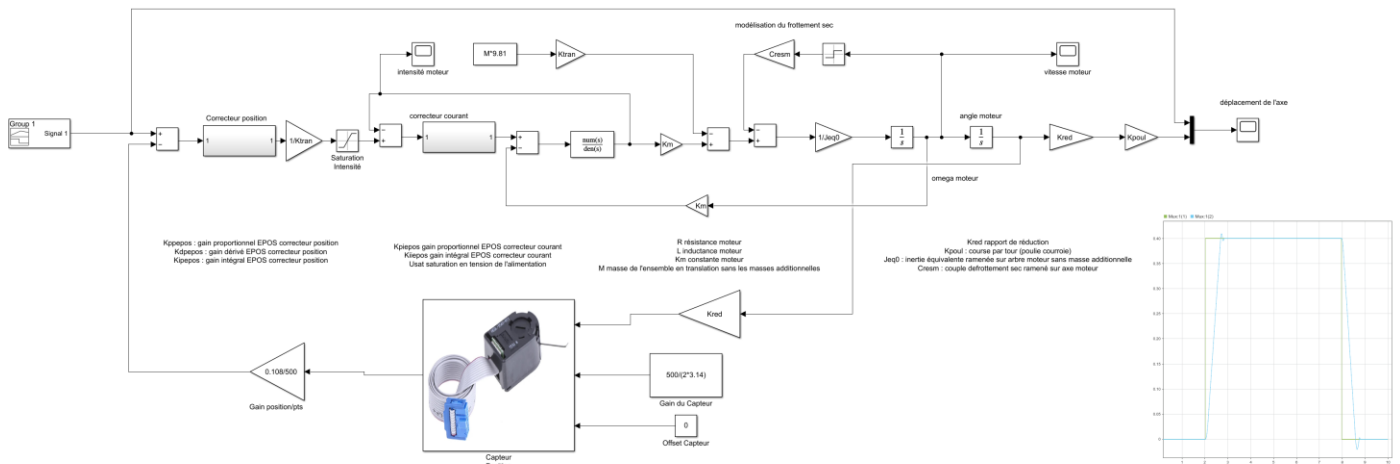 modélisation du frottement sec
Group 1
Signal 1
Correcteur position
1
1
1/Ktran
Saturation
Intensité
intensité moteur
M*9.81
Ktran
correcteur courant
1
1
num(s)
den(s)
Km
Cresm
1/Jeq0
1
s
angle moteur
1
s
vitesse moteur
Kred
Kpoul
déplacement de l'axe
omega moteur
Km
Kppepos : gain proportionnel EPOS correcteur position
Kdpepos : gain dérivé EPOS correcteur position
Kipepos : gain intégral EPOS correcteur position
Kpiepos gain proportionnel EPOS correcteur courant
Kiiepos gain intégral EPOS correcteur courant
Usat saturation en tension de l'alimentation
R résistance moteur
L inductance moteur
Km constante moteur
M masse de l'ensemble en translation sans les masses additionnelles
Kred rapport de réduction
Kpoul : course par tour (poulie courroie)
Jeq0 : inertie équivalente ramenée sur arbre moteur sans masse additionnelle
Cresm : couple defrottement sec ramené sur axe moteur
Kred
500/(2*3.14)
Gain du Capteur
0
Offset Capteur
0.108/500
Gain position/pts
Capteur